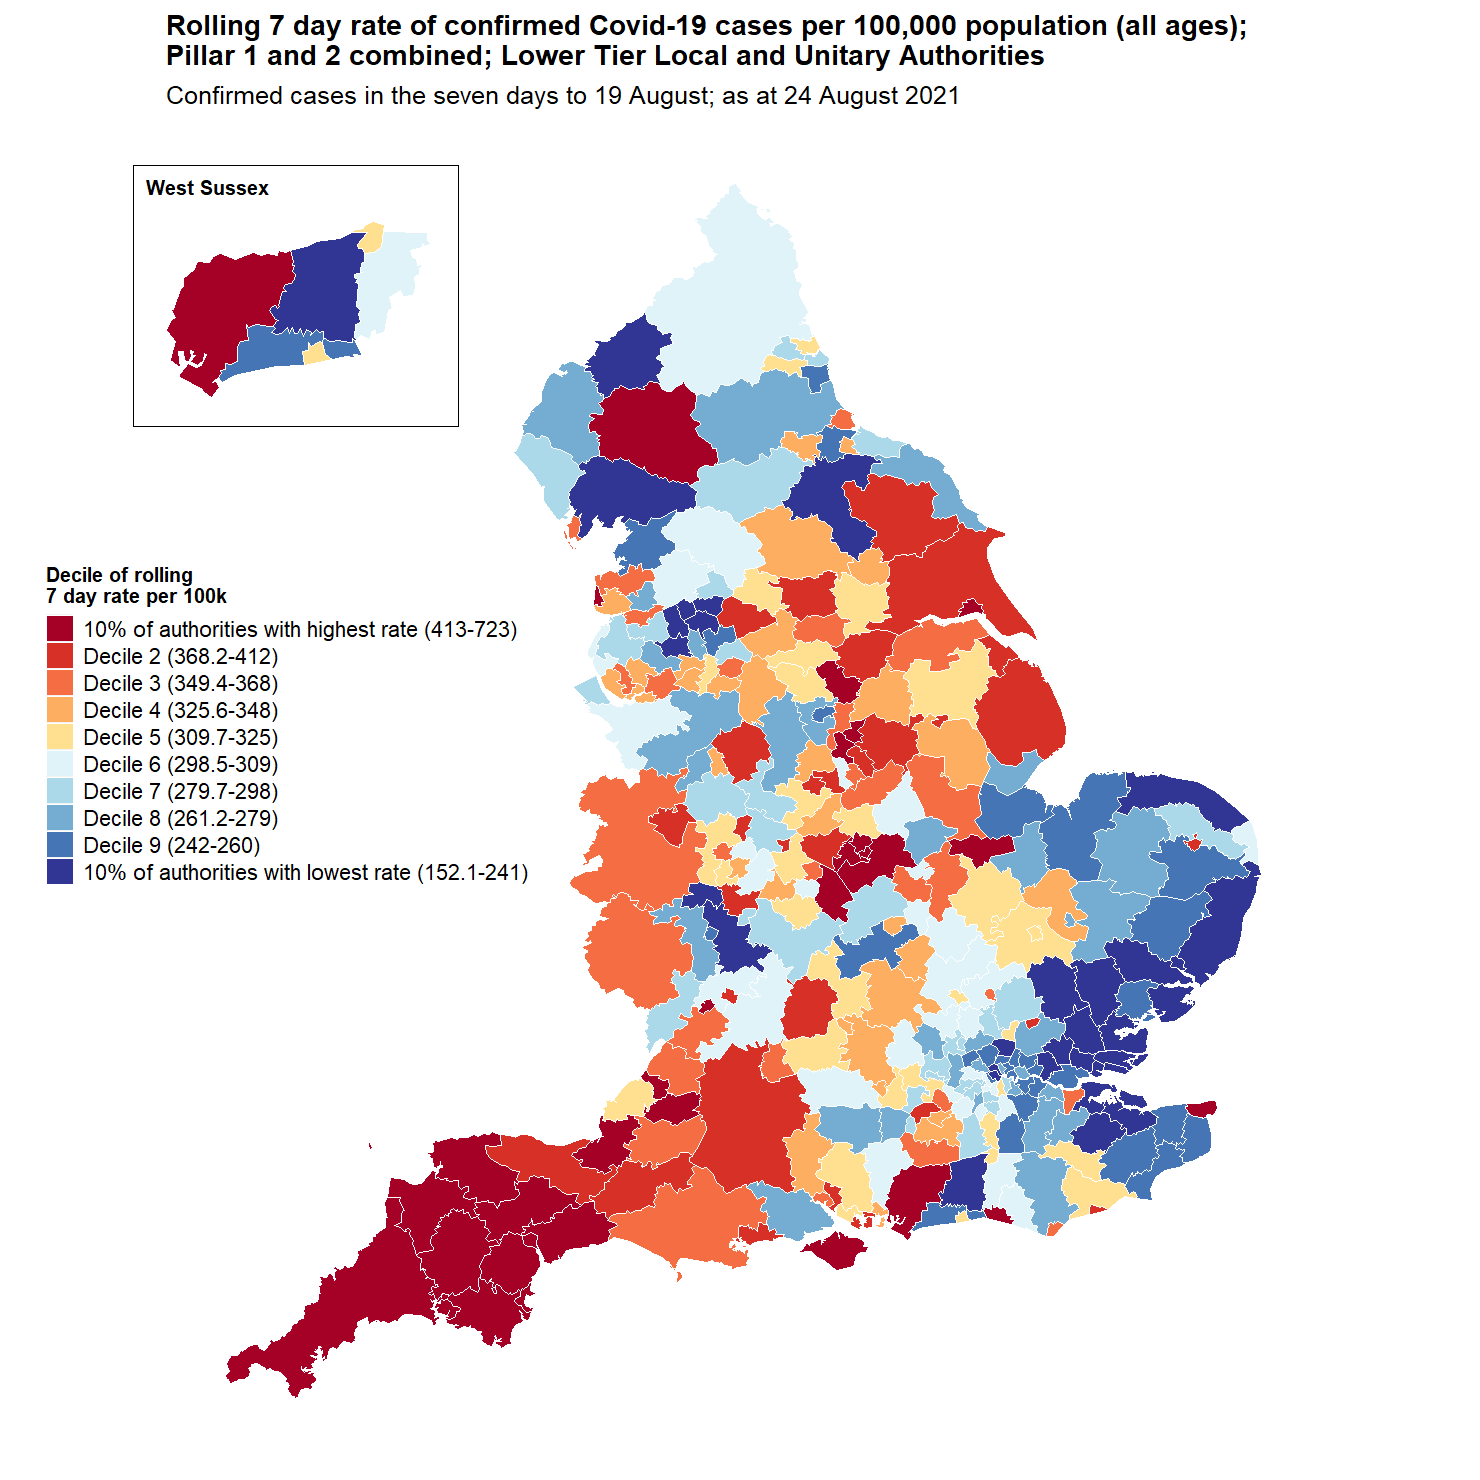 Rolling 7 day rate of confirmed Covid-19 cases per 100,000 population (all ages);
Pillar 1 and 2 combined; Lower Tier Local and Unitary Authorities
Confirmed cases in the seven days to 19 August; as at 24 August 2021
West Sussex
Decile of rolling
7 day rate per 100k
10% of authorities with highest rate (413-723)
Decile 2 (368.2-412)
Decile 3 (349.4-368)
Decile 4 (325.6-348)
Decile 5 (309.7-325)
Decile 6 (298.5-309)
Decile 7 (279.7-298)
Decile 8 (261.2-279)
Decile 9 (242-260)
10% of authorities with lowest rate (152.1-241)